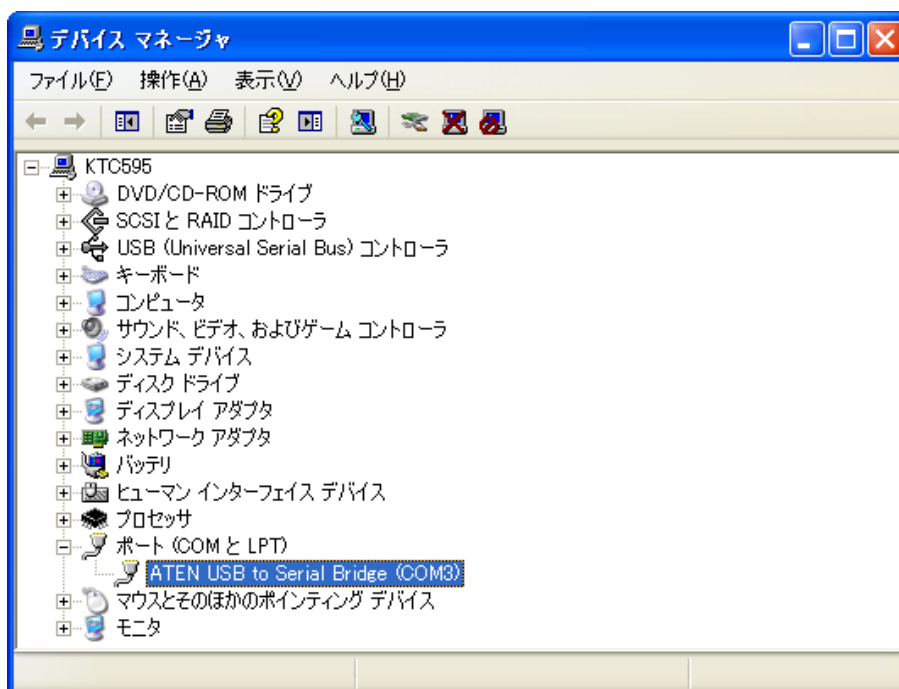 デバイス マネージャ
ファイル(F) 操作(A) 表示(V) ヘルプ(H)
KTC595
DVD/CD-ROM ドライブ
SCSI と RAID コントローラ
USB (Universal Serial Bus) コントローラ
キーボード
コンピュータ
サウンド、ビデオ、およびゲーム コントローラ
システム デバイス
ディスク ドライブ
ディスプレイ アダプタ
ネットワーク アダプタ
バッテリ
ヒューマン インターフェイス デバイス
プロセッサ
ポート (COM と LPT)
ATEN USB to Serial Bridge (COM3)
マウスとそのほかのポインティング デバイス
モニタ